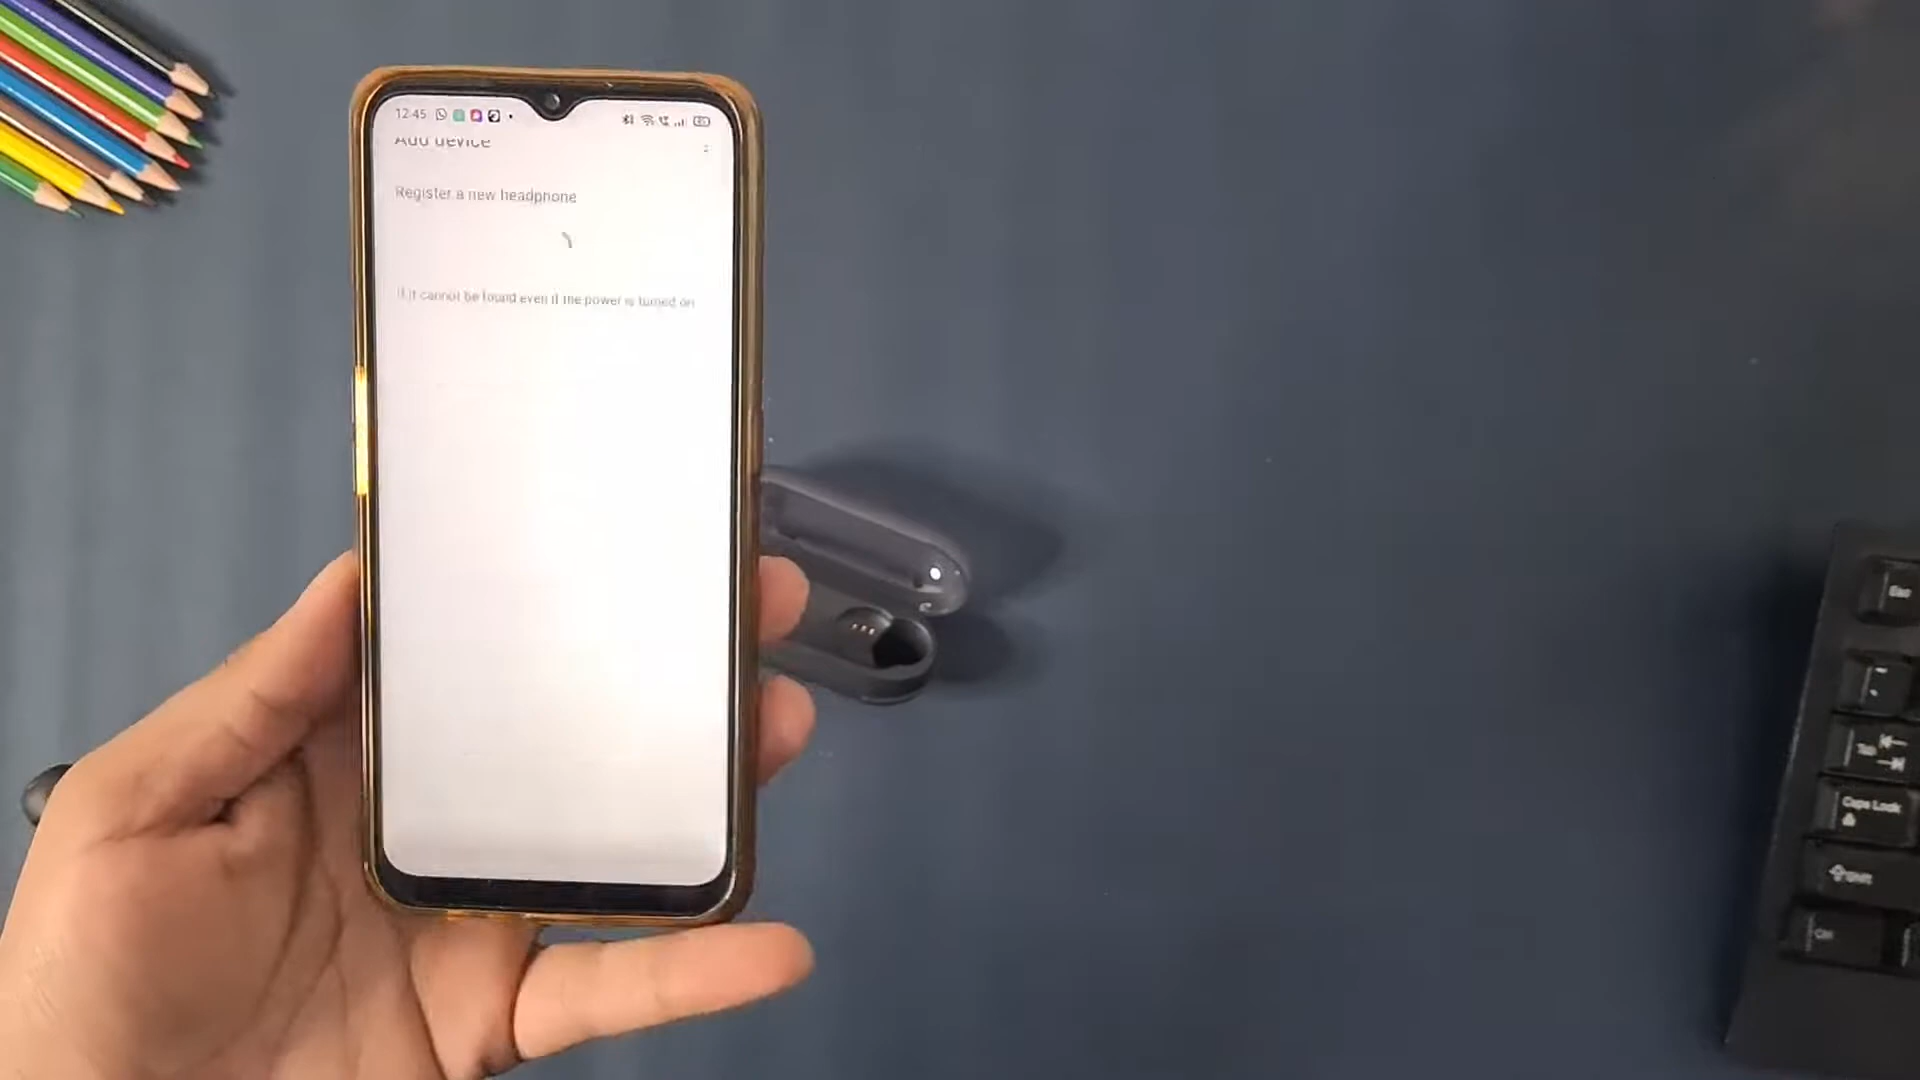 12:45
Add device
Register a new headphone
If it cannot be found even if the power is turned on
Esc
Tab
Caps Lock
Shift
Ctrl